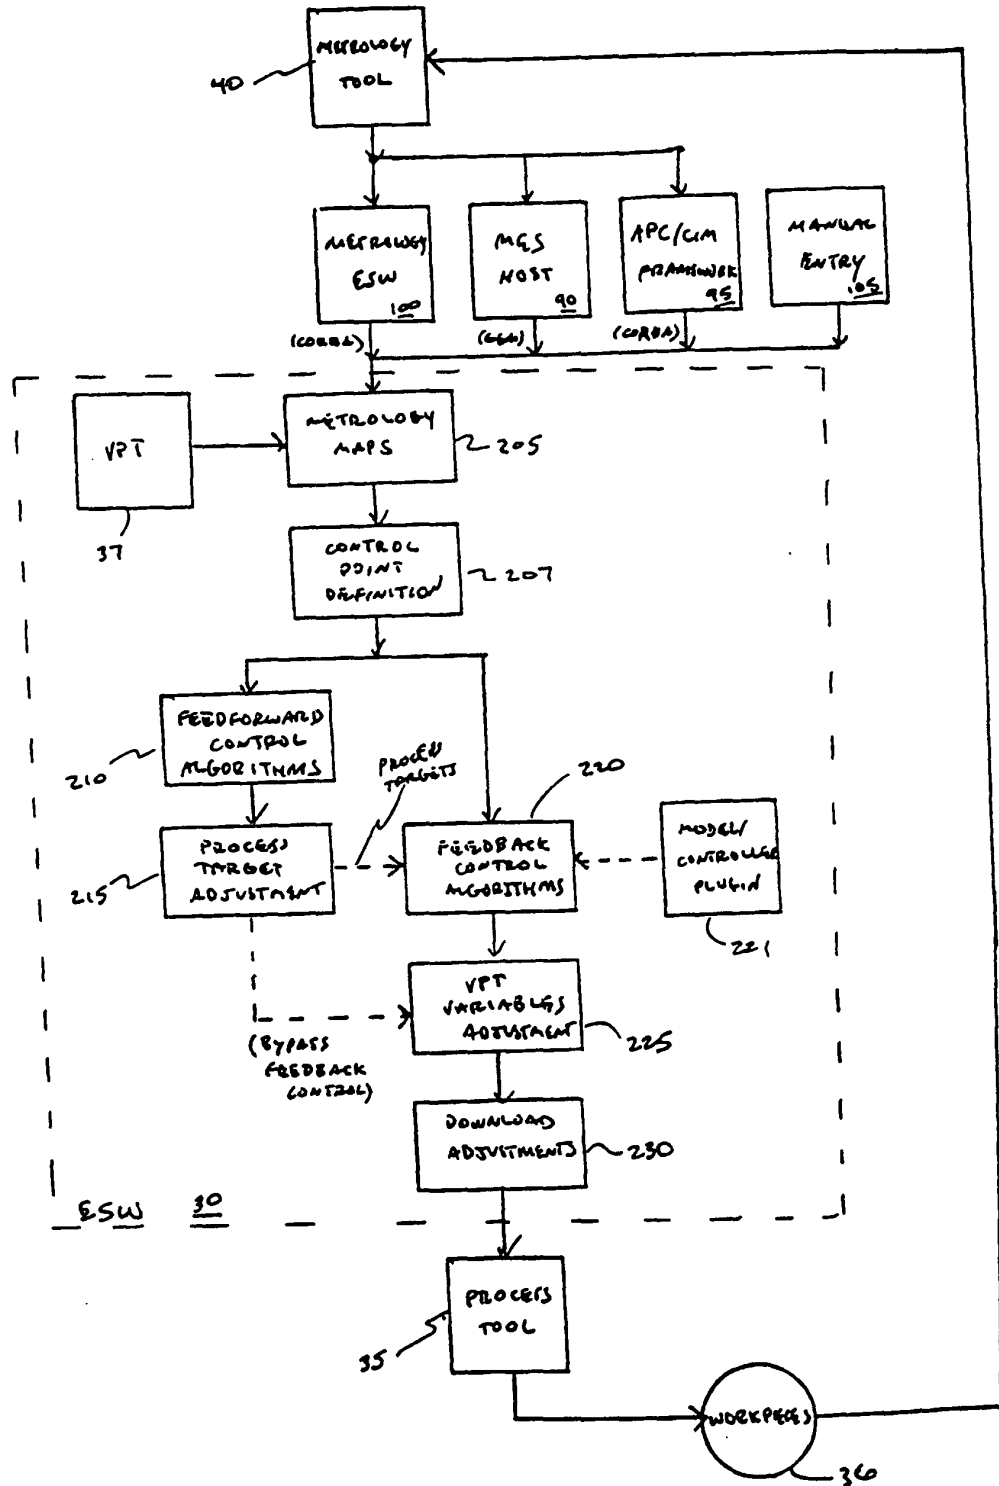 METROLOGY
TOOL
40
METROLOGY
ESW
100
MES
HOST
90
APC/CIM
FRAMEWORK
95
MANUAL
ENTRY
105
(CORBA)
(GEM)
(CORBA)
VPT
37
METROLOGY
MAPS
205
CONTROL
POINT
DEFINITION
207
FEEDFORWARD
CONTROL
ALGORITHMS
210
PROCESS
TARGETS
220
PROCESS
TARGET
ADJUSTMENT
215
FEEDBACK
CONTROL
ALGORITHMS
MODEL/
CONTROLLER
PLUGIN
221
VPT
VARIABLES
ADJUSTMENT
225
(BYPASS
FEEDBACK
CONTROL)
DOWNLOAD
ADJUSTMENTS
230
ESW 30
PROCESS
TOOL
35
WORKPIECES
36